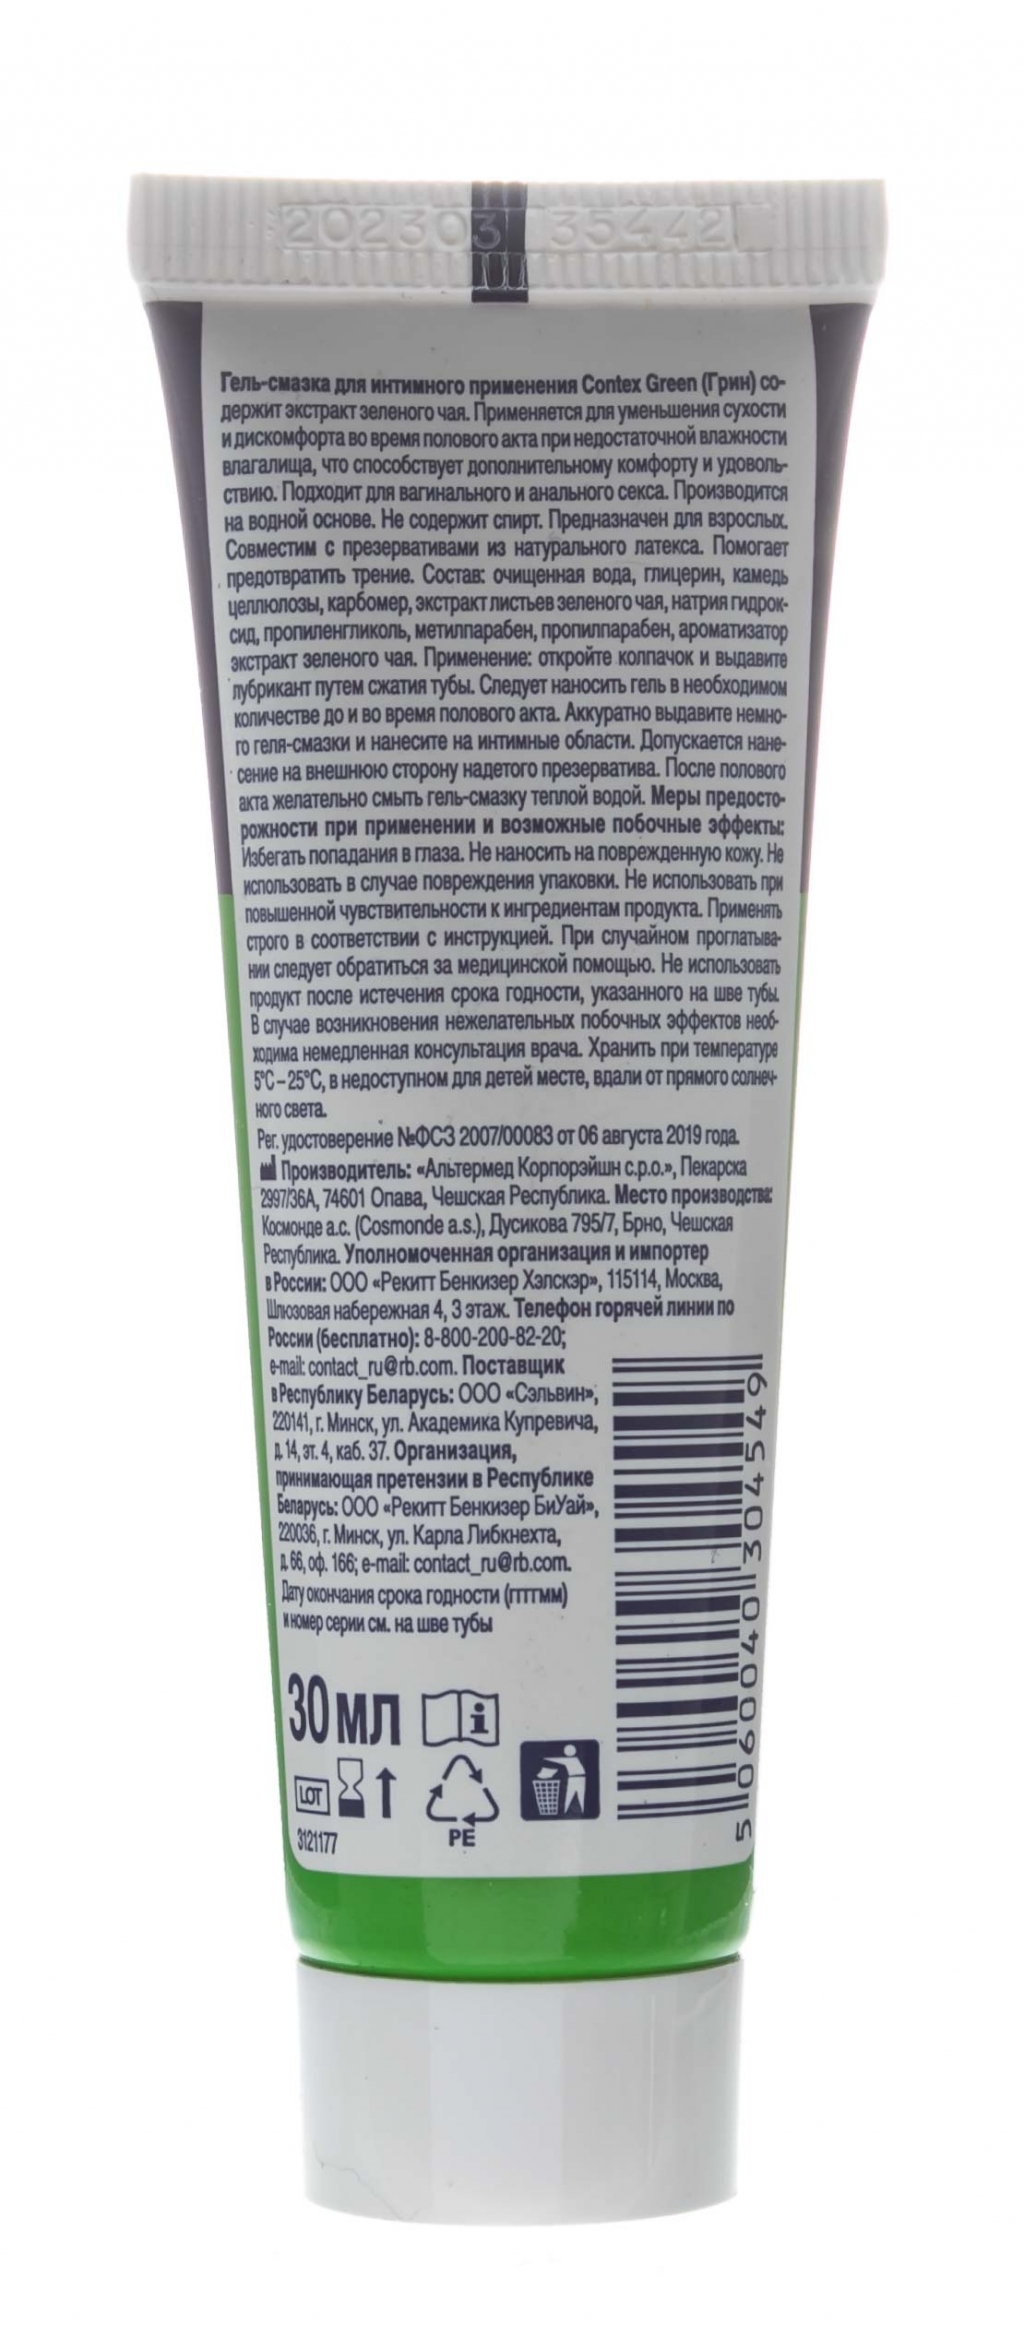 202303 35442
Гель-смазка для интимного применения Contex Green (Грин) со-
держит экстракт зеленого чая. Применяется для уменьшения сухости
и дискомфорта во время полового акта при недостаточной влажности
влагалища, что способствует дополнительному комфорту и удоволь-
ствию. Подходит для вагинального и анального секса. Производится
на водной основе. Не содержит спирт. Предназначен для взрослых.
Совместим с презервативами из натурального латекса. Помогает
предотвратить трение. Состав: очищенная вода, глицерин, камедь
целлюлозы, карбомер, экстракт листьев зеленого чая, натрия гидрок-
сид, пропиленгликоль, метилпарабен, пропилпарабен, ароматизатор
экстракт зеленого чая. Применение: откройте колпачок и выдавите
лубрикант путем сжатия тубы. Следует наносить гель в необходимом
количестве до и во время полового акта. Аккуратно выдавите немно-
го геля-смазки и нанесите на интимные области. Допускается нане-
сение на внешнюю сторону надетого презерватива. После полового
акта желательно смыть гель-смазку теплой водой. Меры предосто-
рожности при применении и возможные побочные эффекты:
Избегать попадания в глаза. Не наносить на поврежденную кожу. Не
использовать в случае повреждения упаковки. Не использовать при
повышенной чувствительности к ингредиентам продукта. Применять
строго в соответствии с инструкцией. При случайном проглатыва-
нии следует обратиться за медицинской помощью. Не использовать
продукт после истечения срока годности, указанного на шве тубы.
В случае возникновения нежелательных побочных эффектов необ-
ходима немедленная консультация врача. Хранить при температуре
5°С – 25°С, в недоступном для детей месте, вдали от прямого солнеч-
ного света.
Рег. удостоверение №ФСЗ 2007/00083 от 06 августа 2019 года.
Производитель: «Альтермед Корпорэйшн с.р.о.», Пекарска
2997/36А, 74601 Опава, Чешская Республика. Место производства:
Космонде а.с. (Cosmonde a.s.), Дусикова 795/7, Брно, Чешская
Республика. Уполномоченная организация и импортер
в России: ООО «Рекитт Бенкизер Хэлскэр», 115114, Москва,
Шлюзовая набережная 4, 3 этаж. Телефон горячей линии по
России (бесплатно): 8-800-200-82-20;
e-mail: contact_ru@rb.com. Поставщик
в Республику Беларусь: ООО «Сэльвин»,
220141, г. Минск, ул. Академика Купревича,
д. 14, эт. 4, каб. 37. Организация,
принимающая претензии в Республике
Беларусь: ООО «Рекитт Бенкизер БиУай»,
220036, г. Минск, ул. Карла Либкнехта,
д. 66, оф. 166; e-mail: contact_ru@rb.com.
Дату окончания срока годности (ггггмм)
и номер серии см. на шве тубы
30 мл
LOT
PE
3121177
5 060040 304549